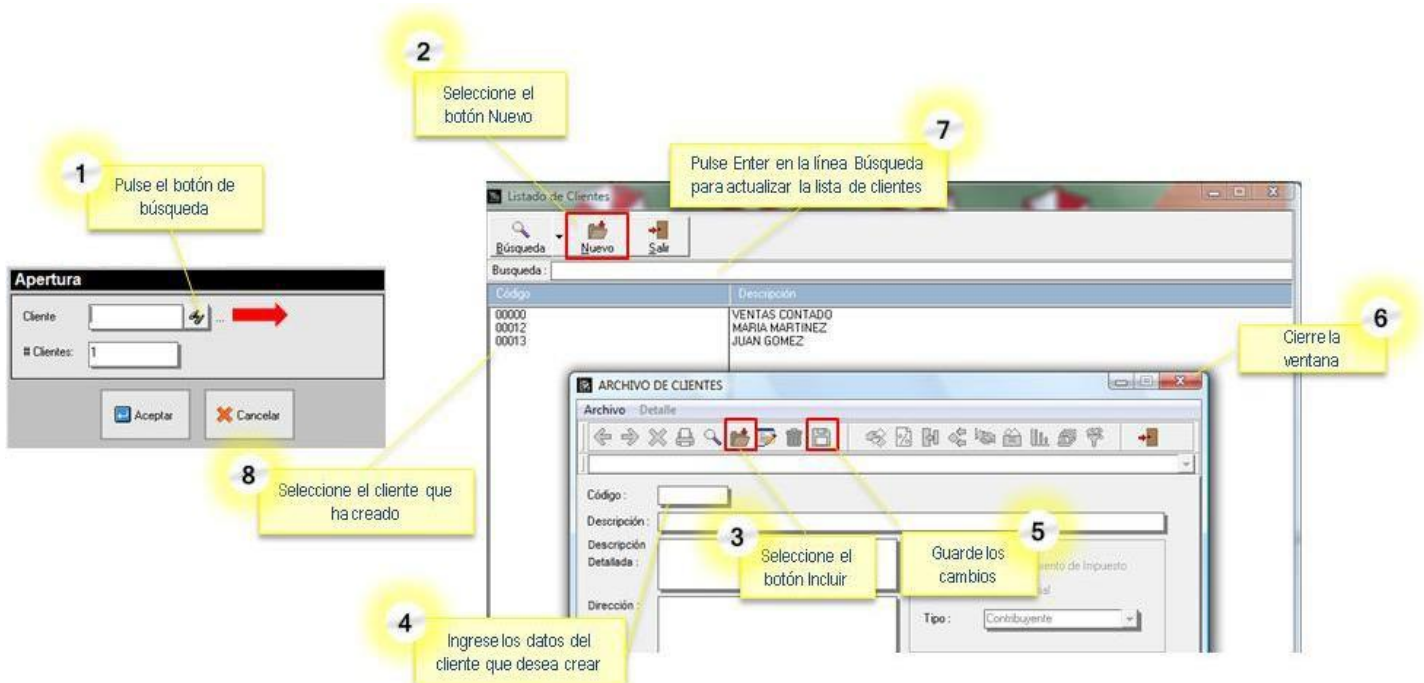 2
Seleccione el
botón Nuevo
7
Pulse Enter en la línea Búsqueda
para actualizar la lista de clientes
1
Pulse el botón de
búsqueda
Listado de Clientes
Búsqueda Nuevo Salir
Busqueda :
Código Descripción
00000 VENTAS CONTADO
00012 MARIA MARTINEZ
00013 JUAN GOMEZ
Apertura
Cliente ...
# Clientes: 1
Aceptar Cancelar
6
Cierre la
ventana
ARCHIVO DE CLIENTES
Archivo Detalle
8
Seleccione el cliente que
ha creado
Código :
Descripción :
Descripción
Detallada :
Dirección :
3
Seleccione el
botón Incluir
5
Guarde los
cambios
de Impuesto
Tipo : Contribuyente
4
Ingrese los datos del
cliente que desea crear